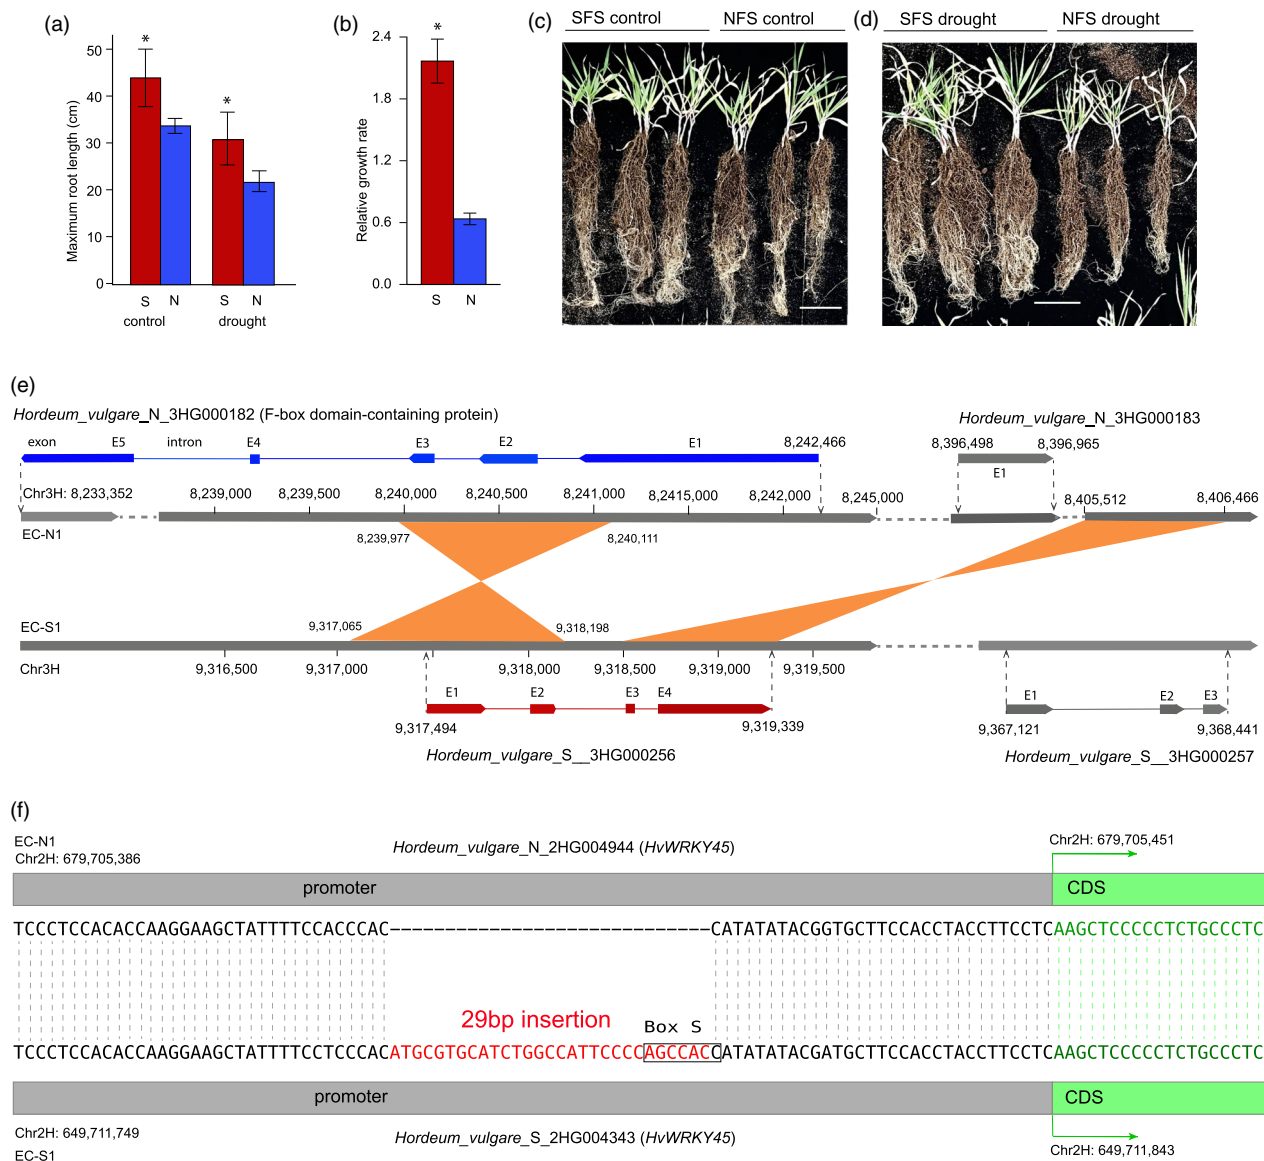 (a)
Maximum root length (cm)
50
40
30
20
10
0
*
*
S N S N
control drought
(b)
Relative growth rate
2.4
1.8
1.2
0.6
0.0
*
S N
(c)
SFS control NFS control
(d)
SFS drought NFS drought
(e)
Hordeum_vulgare_N_3HG000182 (F-box domain-containing protein)
Hordeum_vulgare_N_3HG000183
exon E5 intron E4 E3 E2 E1 8,242,466
8,396,498 8,396,965
E1
Chr3H: 8,233,352 8,239,000 8,239,500 8,240,000 8,240,500 8,241,000 8,2415,000 8,242,000 8,245,000 8,405,512 8,406,466
EC-N1
8,239,977 8,240,111
EC-S1
9,317,065 9,318,198
Chr3H 9,316,500 9,317,000 9,318,000 9,318,500 9,319,000 9,319,500
E1 E2 E3 E4
E1 E2 E3
9,317,494 9,319,339
9,367,121 9,368,441
Hordeum_vulgare_S__3HG000256
Hordeum_vulgare_S__3HG000257
(f)
EC-N1
Chr2H: 679,705,386
Hordeum_vulgare_N_2HG004944 (HvWRKY45)
Chr2H: 679,705,451
promoter CDS
TCCCTCCACACCAAGGAAGCTATTTTCCACCCAC-----------------------------CATATATACGGTGCTTCCACCTACCTTCCTCAAGCTCCCCCTCTGCCCTC
29bp insertion
Box S
TCCCTCCACACCAAGGAAGCTATTTTCCTCCCACATGCGTGCATCTGGCCATTCCCCAGCCACCATATATACGATGCTTCCACCTACCTTCCTCAAGCTCCCCCTCTGCCCTC
promoter CDS
Chr2H: 649,711,749
Hordeum_vulgare_S_2HG004343 (HvWRKY45)
Chr2H: 649,711,843
EC-S1